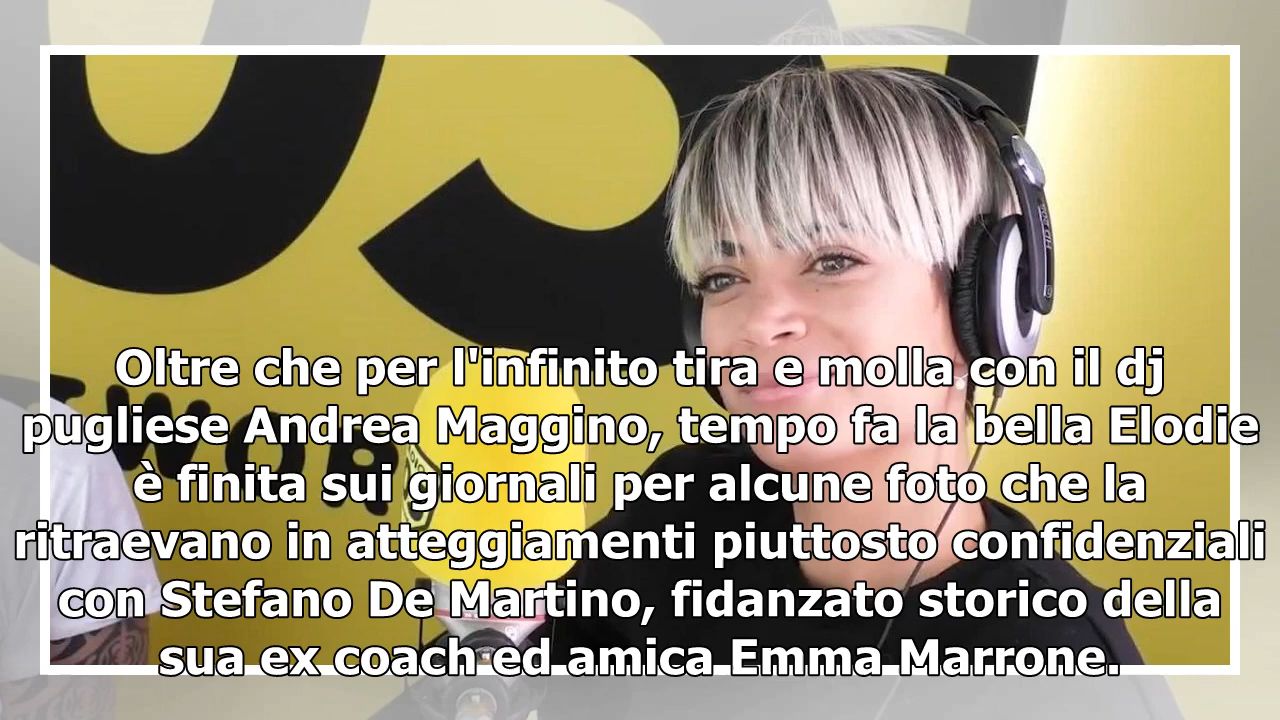 Oltre che per l'infinito tira e molla con il dj
pugliese Andrea Maggino, tempo fa la bella Elodie
è finita sui giornali per alcune foto che la
ritraevano in atteggiamenti piuttosto confidenziali
con Stefano De Martino, fidanzato storico della
sua ex coach ed amica Emma Marrone.